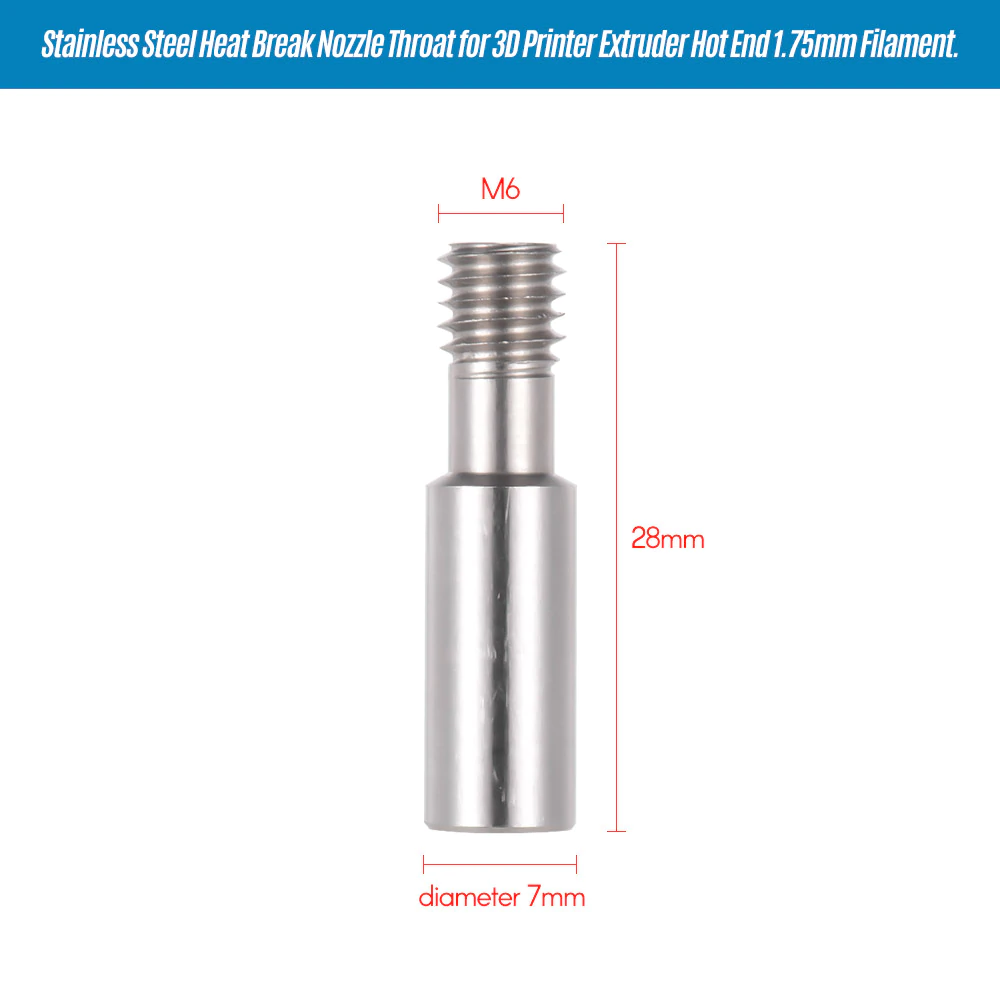 Stainless Steel Heat Break Nozzle Throat for 3D Printer Extruder Hot End 1.75mm Filament.
M6
28mm
diameter 7mm